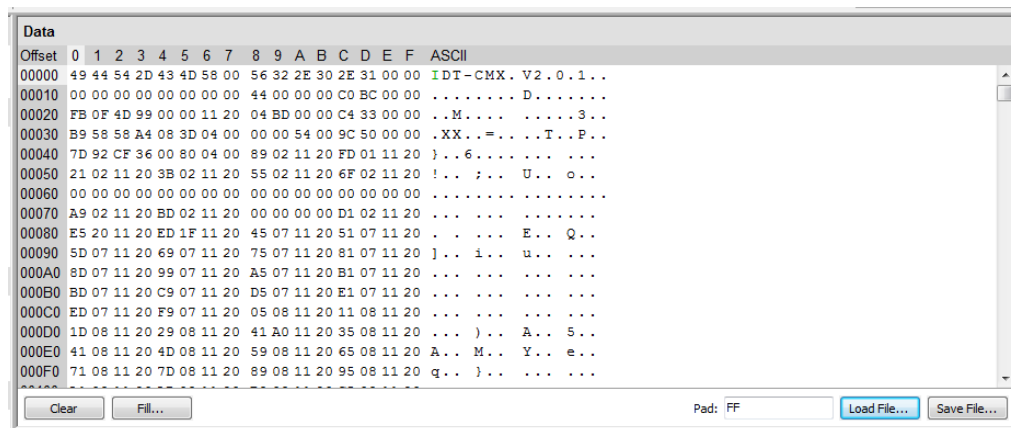 Data
Offset 0 1 2 3 4 5 6 7 8 9 A B C D E F ASCII
00000 49 44 54 2D 43 4D 58 00 56 32 2E 30 2E 31 00 00 IDT-CMX. V2.0.1..
00010 00 00 00 00 00 00 00 00 44 00 00 00 C0 BC 00 00 ........ D.......
00020 FB 0F 4D 99 00 00 11 20 04 BD 00 00 C4 33 00 00 ..M.... .....3..
00030 B9 58 58 A4 08 3D 04 00 00 00 54 00 9C 50 00 00 .XX..=.. ..T..P..
00040 7D 92 CF 36 00 80 04 00 89 02 11 20 FD 01 11 20 }..6.... ... ...
00050 21 02 11 20 3B 02 11 20 55 02 11 20 6F 02 11 20 !.. ;.. U.. o..
00060 00 00 00 00 00 00 00 00 00 00 00 00 00 00 00 00 ........ ........
00070 A9 02 11 20 BD 02 11 20 00 00 00 00 D1 02 11 20 ... ... .......
00080 E5 20 11 20 ED 1F 11 20 45 07 11 20 51 07 11 20 . . ... E.. Q..
00090 5D 07 11 20 69 07 11 20 75 07 11 20 81 07 11 20 ].. i.. u.. ...
000A0 8D 07 11 20 99 07 11 20 A5 07 11 20 B1 07 11 20 ... ... ... ...
000B0 BD 07 11 20 C9 07 11 20 D5 07 11 20 E1 07 11 20 ... ... ... ...
000C0 ED 07 11 20 F9 07 11 20 05 08 11 20 11 08 11 20 ... ... ... ...
000D0 1D 08 11 20 29 08 11 20 41 A0 11 20 35 08 11 20 ... ).. A.. 5..
000E0 41 08 11 20 4D 08 11 20 59 08 11 20 65 08 11 20 A.. M.. Y.. e..
000F0 71 08 11 20 7D 08 11 20 89 08 11 20 95 08 11 20 q.. }.. ... ...
Clear Fill... Pad: FF Load File... Save File...